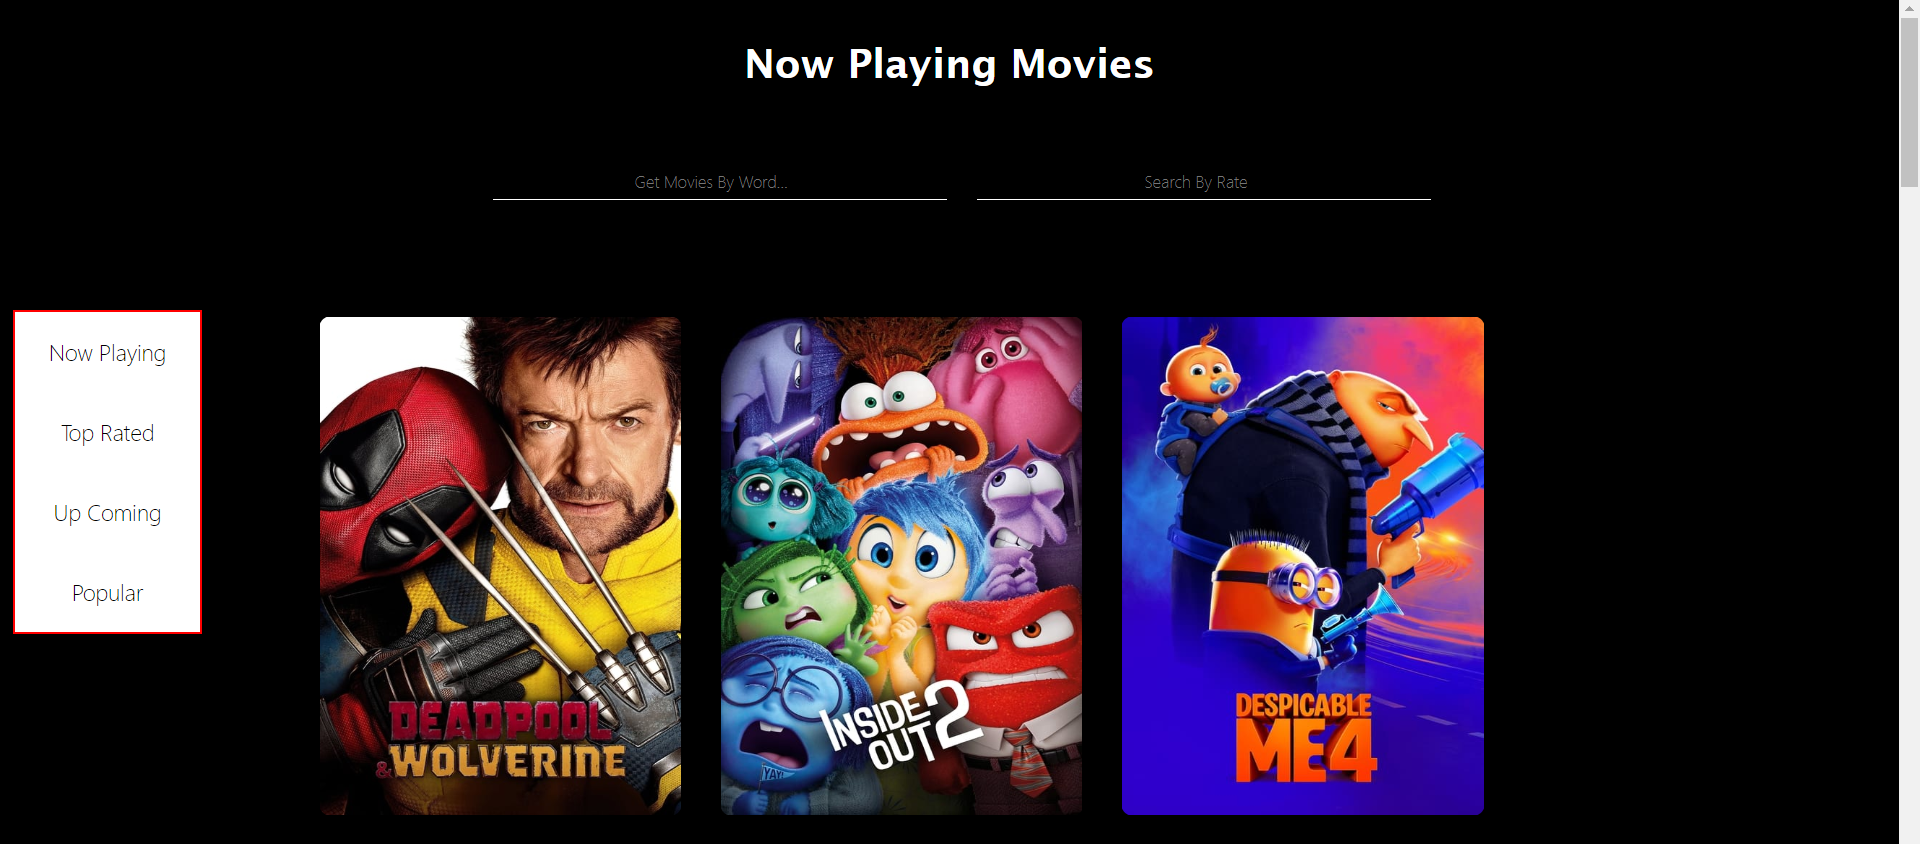 Now Playing Movies
Get Movies By Word...
Search By Rate
Now Playing
Top Rated
Up Coming
Popular
DEADPOOL
&WOLVERINE
YAY!
INSIDE
OUT 2
DESPICABLE
ME 4